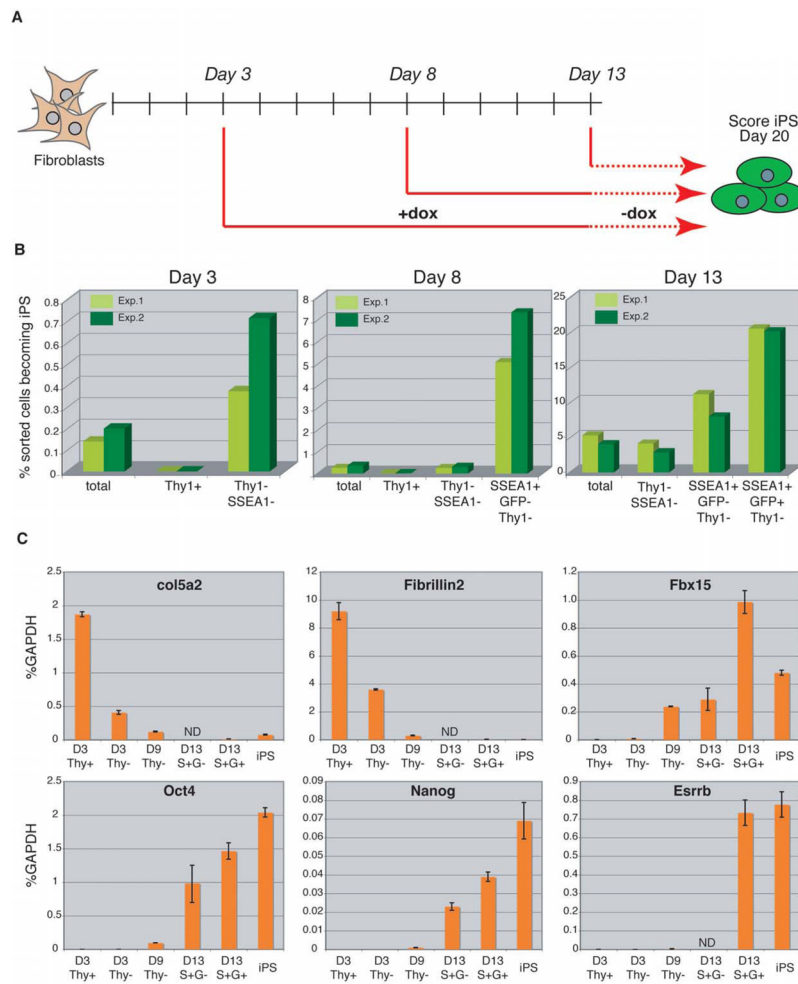 A
Day 3
Day 8
Day 13
Fibroblasts
Score iPS
Day 20
+dox
-dox
B
Day 3
Day 8
Day 13
% sorted cells becoming iPS
0.8
0.7
0.6
0.5
0.4
0.3
0.2
0.1
0
Exp.1
Exp.2
total
Thy1+
Thy1-
SSEA1-
8
7
6
5
4
3
2
1
Exp.1
Exp.2
total
Thy1+
Thy1-
SSEA1-
SSEA1+
GFP-
Thy1-
25
20
15
10
5
0
Exp.1
Exp.2
total
Thy1-
SSEA1-
SSEA1+
GFP-
Thy1-
SSEA1+
GFP+
Thy1-
C
col5a2
%GAPDH
2.5
2
1.5
1
0.5
0
ND
D3
Thy+
D3
Thy-
D9
Thy-
D13
S+G-
D13
S+G+
iPS
Fibrillin2
12
10
8
6
4
2
0
ND
D3
Thy+
D3
Thy-
D9
Thy-
D13
S+G-
D13
S+G+
iPS
Fbx15
1.2
1.0
0.8
0.6
0.4
0.2
0
D3
Thy+
D3
Thy-
D9
Thy-
D13
S+G-
D13
S+G+
iPS
Oct4
%GAPDH
2.5
2
1.5
1
0.5
0
D3
Thy+
D3
Thy-
D9
Thy-
D13
S+G-
D13
S+G+
iPS
Nanog
0.09
0.08
0.07
0.06
0.05
0.04
0.03
0.02
0.01
0
D3
Thy+
D3
Thy-
D9
Thy-
D13
S+G-
D13
S+G+
iPS
Esrrb
0.9
0.8
0.7
0.6
0.5
0.4
0.3
0.2
0.1
0
ND
D3
Thy+
D3
Thy-
D9
Thy-
D13
S+G-
D13
S+G+
iPS